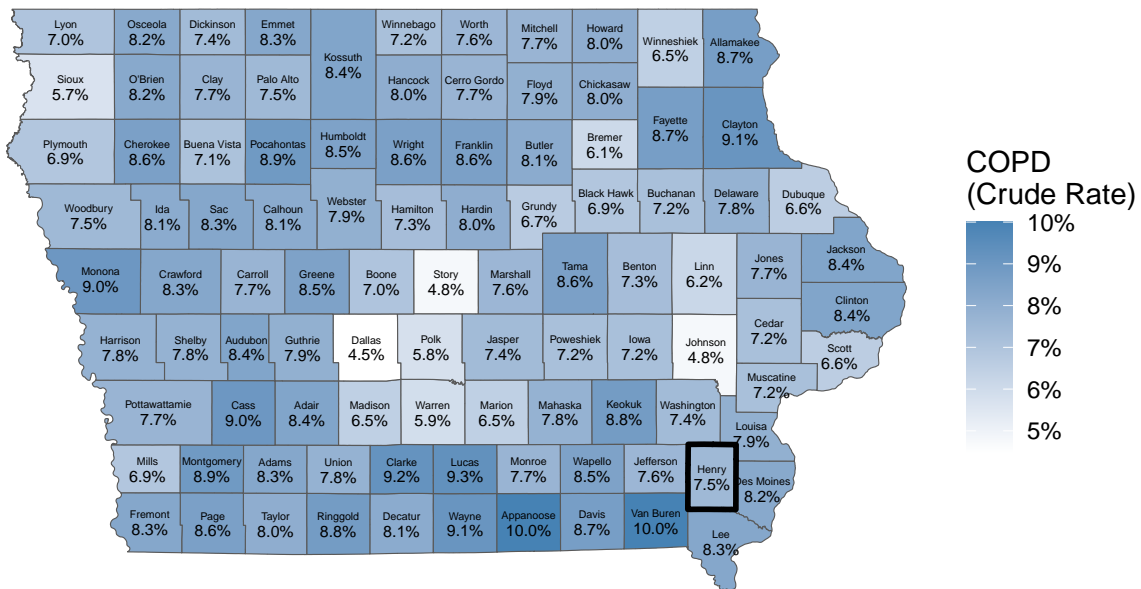 Lyon
7.0%
Osceola
8.2%
Dickinson
7.4%
Emmet
8.3%
Kossuth
8.4%
Winnebago
7.2%
Worth
7.6%
Mitchell
7.7%
Howard
8.0%
Winneshiek
6.5%
Allamakee
8.7%
Sioux
5.7%
O'Brien
8.2%
Clay
7.7%
Palo Alto
7.5%
Hancock
8.0%
Cerro Gordo
7.7%
Floyd
7.9%
Chickasaw
8.0%
Fayette
8.7%
Clayton
9.1%
Plymouth
6.9%
Cherokee
8.6%
Buena Vista
7.1%
Pocahontas
8.9%
Humboldt
8.5%
Wright
8.6%
Franklin
8.6%
Butler
8.1%
Bremer
6.1%
Woodbury
7.5%
Ida
8.1%
Sac
8.3%
Calhoun
8.1%
Webster
7.9%
Hamilton
7.3%
Hardin
8.0%
Grundy
6.7%
Black Hawk
6.9%
Buchanan
7.2%
Delaware
7.8%
Dubuque
6.6%
Monona
9.0%
Crawford
8.3%
Carroll
7.7%
Greene
8.5%
Boone
7.0%
Story
4.8%
Marshall
7.6%
Tama
8.6%
Benton
7.3%
Linn
6.2%
Jones
7.7%
Jackson
8.4%
Clinton
8.4%
Harrison
7.8%
Shelby
7.8%
Audubon
8.4%
Guthrie
7.9%
Dallas
4.5%
Polk
5.8%
Jasper
7.4%
Poweshiek
7.2%
Iowa
7.2%
Johnson
4.8%
Cedar
7.2%
Scott
6.6%
Muscatine
7.2%
Pottawattamie
7.7%
Cass
9.0%
Adair
8.4%
Madison
6.5%
Warren
5.9%
Marion
6.5%
Mahaska
7.8%
Keokuk
8.8%
Washington
7.4%
Louisa
7.9%
Mills
6.9%
Montgomery
8.9%
Adams
8.3%
Union
7.8%
Clarke
9.2%
Lucas
9.3%
Monroe
7.7%
Wapello
8.5%
Jefferson
7.6%
Henry
7.5%
Des Moines
8.2%
Fremont
8.3%
Page
8.6%
Taylor
8.0%
Ringgold
8.8%
Decatur
8.1%
Wayne
9.1%
Appanoose
10.0%
Davis
8.7%
Van Buren
10.0%
Lee
8.3%
COPD
(Crude Rate)
10%
9%
8%
7%
6%
5%